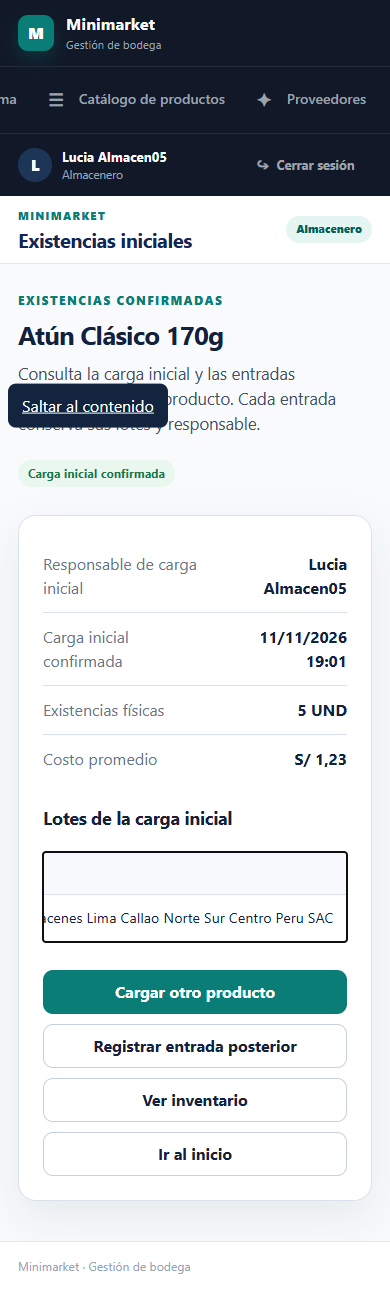 M
Minimarket
Gestión de bodega
Catálogo de productos
Proveedores
L
Lucia Almacen05
Almacenero
Cerrar sesión
MINIMARKET
Existencias iniciales
Almacenero
EXISTENCIAS CONFIRMADAS
Atún Clásico 170g
Consulta la carga inicial y las entradas
producto. Cada entrada
Saltar al contenido
conserva sus lotes y responsable.
Carga inicial confirmada
Responsable de carga inicial
Lucia Almacen05
Carga inicial confirmada
11/11/2026 19:01
Existencias físicas
5 UND
Costo promedio
S/ 1,23
Lotes de la carga inicial
Lima Callao Norte Sur Centro Peru SAC
Cargar otro producto
Registrar entrada posterior
Ver inventario
Ir al inicio
Minimarket · Gestión de bodega